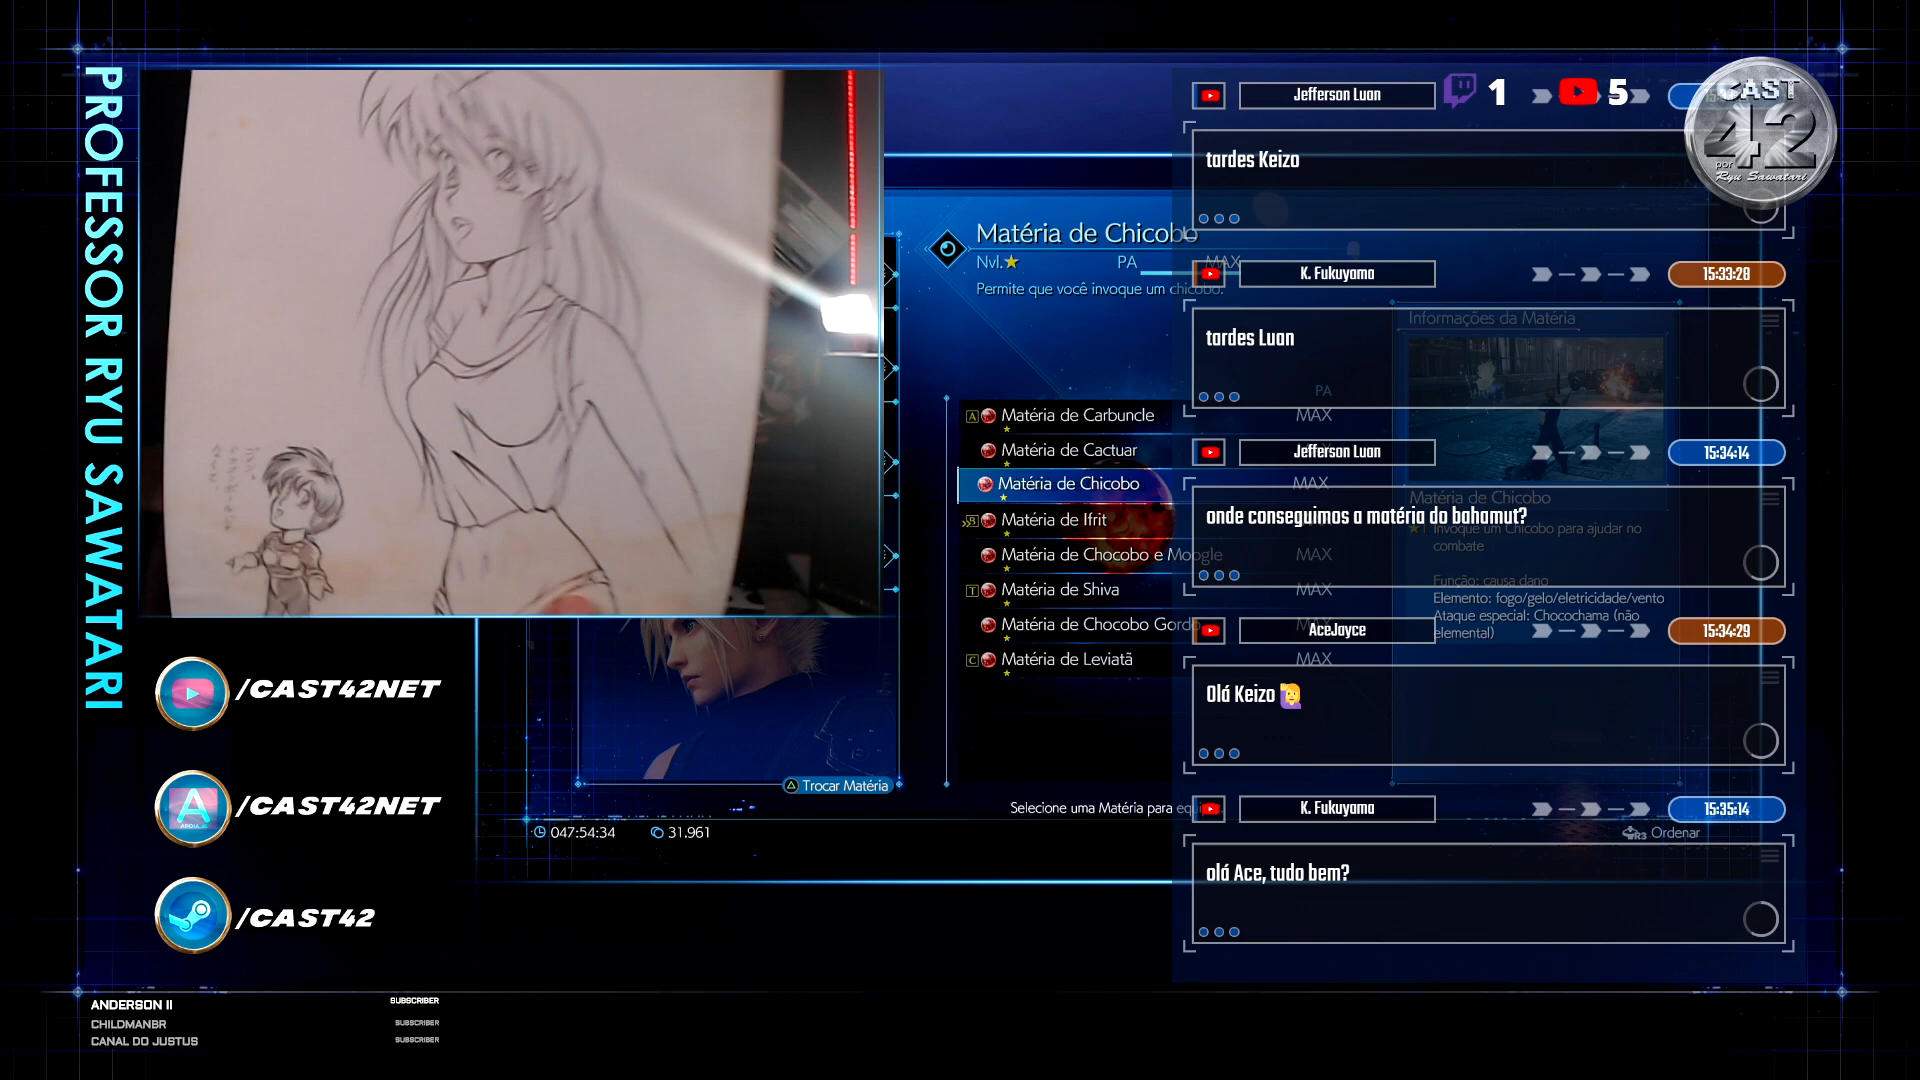 PROFESSOR RYU SAWATARI
/CAST42NET
/CAST42NET
/CAST42
ANDERSON II SUBSCRIBER
CHILDMANBR SUBSCRIBER
CANAL DO JUSTUS SUBSCRIBER
Matéria de Chicobo
Nvl. PA MAX
Permite que você invoque um chicobo.
PA
A Matéria de Carbuncle MAX
Matéria de Cactuar
Matéria de Chicobo MAX
B Matéria de Ifrit
Matéria de Chocobo e Moogle MAX
T Matéria de Shiva MAX
Matéria de Chocobo Gordo
C Matéria de Leviatã MAX
Trocar Matéria
Selecione uma Matéria para equi
047:54:34 31.961
R3 Ordenar
Informações da Matéria
Matéria de Chicobo
1 Invoque um Chicobo para ajudar no
combate
Função: causa dano
Elemento: fogo/gelo/eletricidade/vento
Ataque especial: Chocochama (não
elemental)
Jefferson Luan 1 5
tardes Keizo
K. Fukuyama 15:33:28
tardes Luan
Jefferson Luan 15:34:14
onde conseguimos a matéria do bahamut?
AceJayce 15:34:29
Olá Keizo 🙋‍♀️
K. Fukuyama 15:35:14
olá Ace, tudo bem?
CAST
42
por
Ryu Sawatari